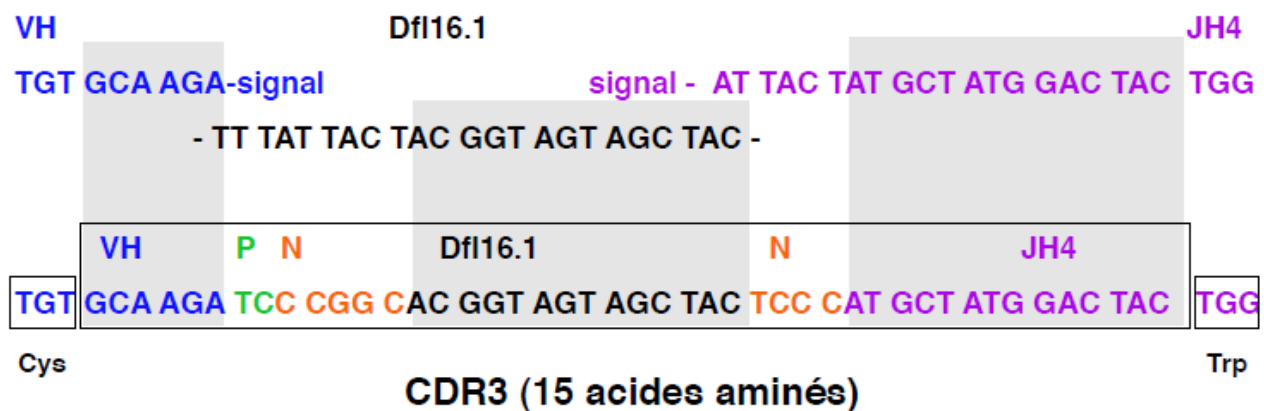 VH Dfl16.1 JH4
TGT GCA AGA-signal signal - AT TAC TAT GCT ATG GAC TAC TGG
- TT TAT TAC TAC GGT AGT AGC TAC -
VH P N Dfl16.1 N JH4
TGT GCA AGA TCC CGG CAC GGT AGT AGC TAC TCC CAT GCT ATG GAC TAC TGG
Cys Trp
CDR3 (15 acides aminés)